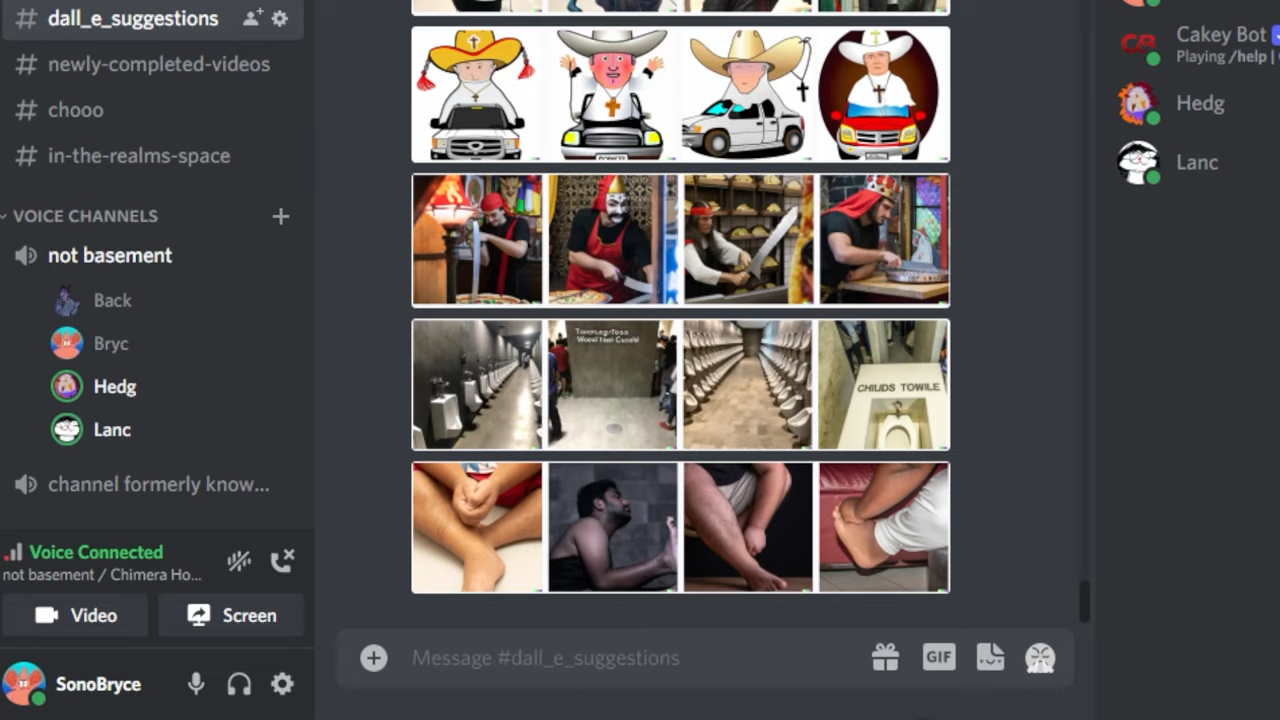 dall_e_suggestions
newly-completed-videos
chooo
in-the-realms-space
VOICE CHANNELS
not basement
Back
Bryc
Hedg
Lanc
channel formerly know...
Voice Connected
not basement / Chimera Ho...
Video
Screen
SonoBryce
CHIUDS TOWILE
Message #dall_e_suggestions
GIF
CB
Cakey Bot
Playing /help |
Hedg
Lanc